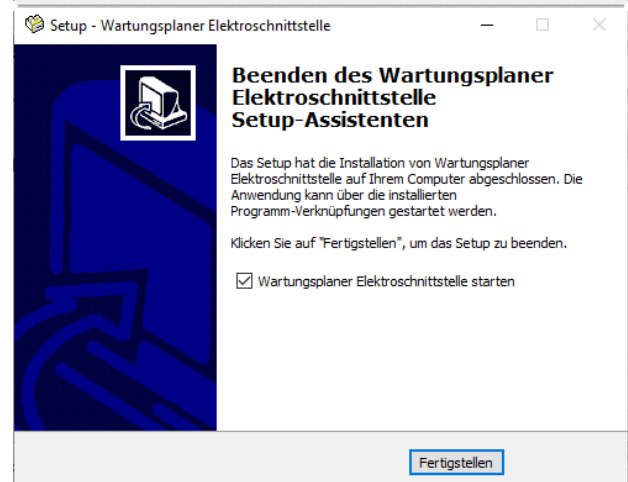 Setup - Wartungsplaner Elektroschnittstelle
Beenden des Wartungsplaner
Elektroschnittstelle
Setup-Assistenten
Das Setup hat die Installation von Wartungsplaner
Elektroschnittstelle auf Ihrem Computer abgeschlossen. Die
Anwendung kann über die installierten
Programm-Verknüpfungen gestartet werden.
Klicken Sie auf "Fertigstellen", um das Setup zu beenden.
Wartungsplaner Elektroschnittstelle starten
Fertigstellen